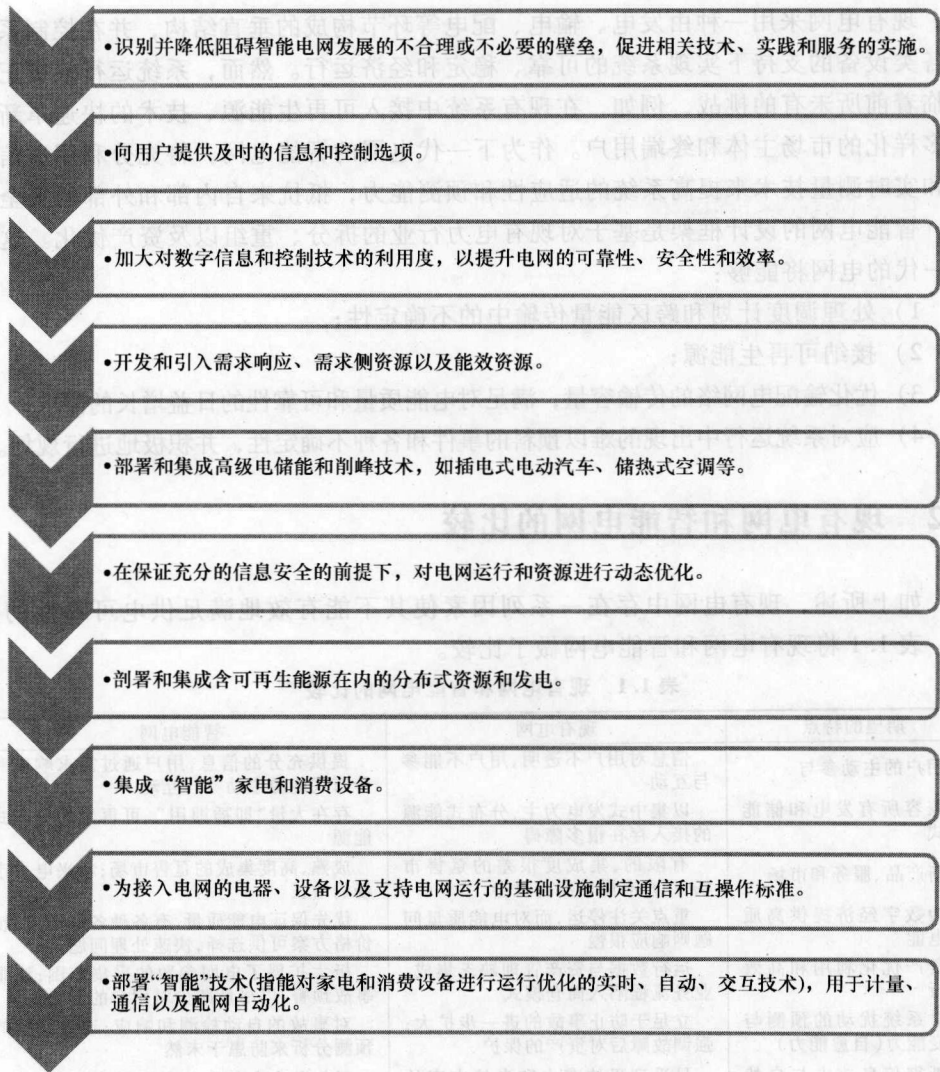 •识别并降低阻碍智能电网发展的不合理或不必要的壁垒，促进相关技术、实践和服务的实施。
•向用户提供及时的信息和控制选项。
•加大对数字信息和控制技术的利用度，以提升电网的可靠性、安全性和效率。
•开发和引入需求响应、需求侧资源以及能效资源。
•部署和集成高级电储能和削峰技术，如插电式电动汽车、储热式空调等。
•在保证充分的信息安全的前提下，对电网运行和资源进行动态优化。
•剖署和集成含可再生能源在内的分布式资源和发电。
•集成“智能”家电和消费设备。
•为接入电网的电器、设备以及支持电网运行的基础设施制定通信和互操作标准。
•部署“智能”技术(指能对家电和消费设备进行运行优化的实时、自动、交互技术)，用于计量、
通信以及配网自动化。